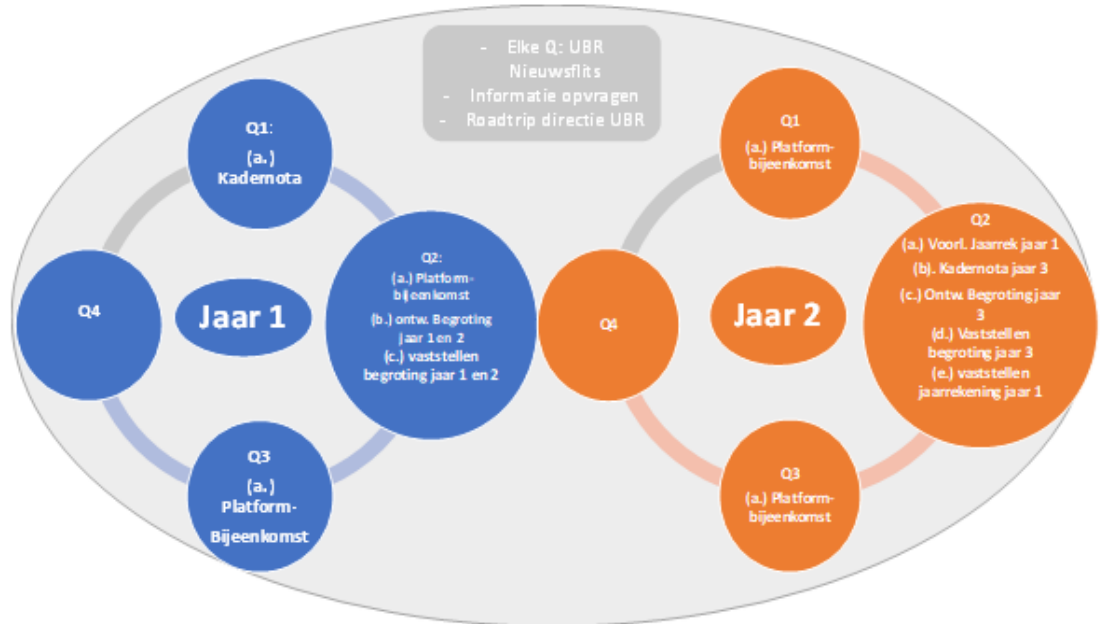 - Elke Q: UBR
Nieuwsflits
- Informatie opvragen
- Roadtrip directie UBR
Q1:
(a.)
Kadernota
Q2:
(a.) Platform-
bijeenkomst
(b.) ontw. Begroting
jaar 1 en 2
(c.) vaststellen
begroting jaar 1 en 2
Q3
(a.)
Platform-
Bijeenkomst
Q4
Jaar 1
Q1
(a.) Platform-
bijeenkomst
Q2
(a.) Voorl. Jaarrek jaar 1
(b). Kadernota jaar 3
(c.) Ontw. Begroting jaar
3
(d.) Vaststellen
begroting jaar 3
(e.) vaststellen
jaarrekening jaar 1
Q3
(a.) Platform-
bijeenkomst
Q4
Jaar 2